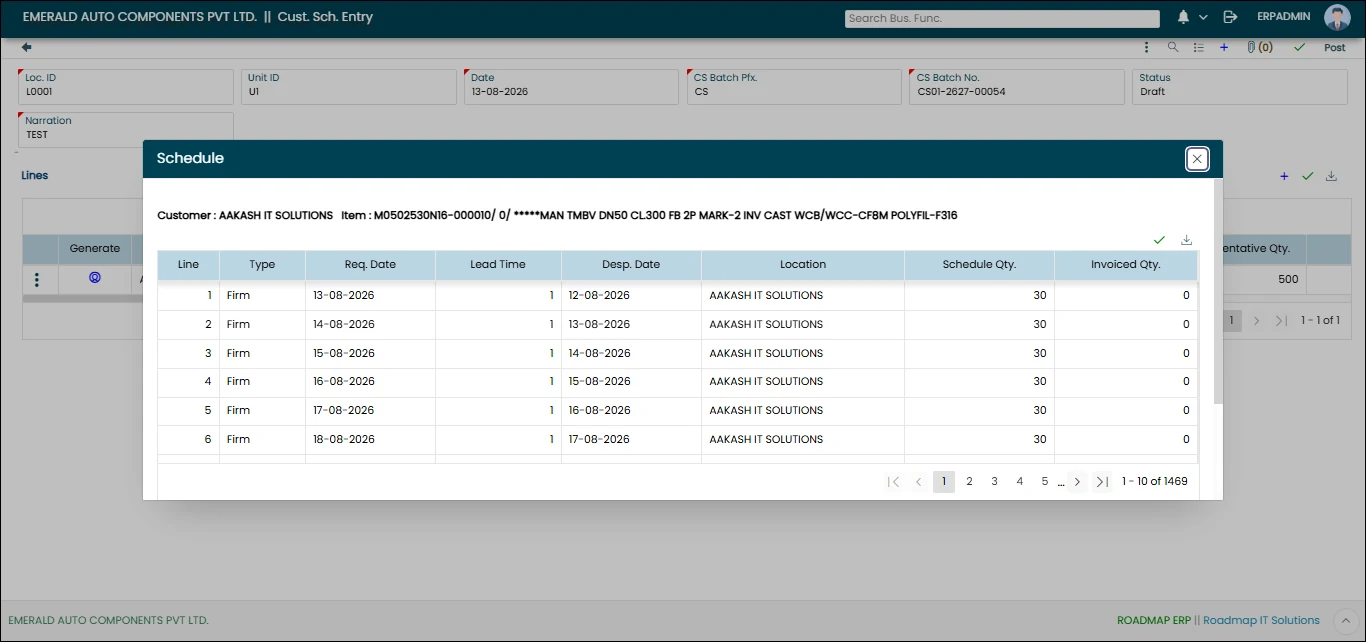 EMERALD AUTO COMPONENTS PVT LTD. || Cust. Sch. Entry
Search Bus. Func.
ERPADMIN
(0)
Post
Loc. ID
L0001
Unit ID
U1
Date
13-08-2026
CS Batch Pfx.
CS
CS Batch No.
CS01-2627-00054
Status
Draft
Narration
TEST
Schedule
Lines
Customer : AAKASH IT SOLUTIONS Item : M0502530N16-000010/ 0/ *****MAN TMBV DN50 CL300 FB 2P MARK-2 INV CAST WCB/WCC-CF8M POLYFIL-F316
Generate
entative Qty.
500
1
1 - 1 of 1
Line Type Req. Date Lead Time Desp. Date Location Schedule Qty. Invoiced Qty.
1 Firm 13-08-2026 1 12-08-2026 AAKASH IT SOLUTIONS 30 0
2 Firm 14-08-2026 1 13-08-2026 AAKASH IT SOLUTIONS 30 0
3 Firm 15-08-2026 1 14-08-2026 AAKASH IT SOLUTIONS 30 0
4 Firm 16-08-2026 1 15-08-2026 AAKASH IT SOLUTIONS 30 0
5 Firm 17-08-2026 1 16-08-2026 AAKASH IT SOLUTIONS 30 0
6 Firm 18-08-2026 1 17-08-2026 AAKASH IT SOLUTIONS 30 0
1 2 3 4 5 ... 1 - 10 of 1469
EMERALD AUTO COMPONENTS PVT LTD.
ROADMAP ERP || Roadmap IT Solutions